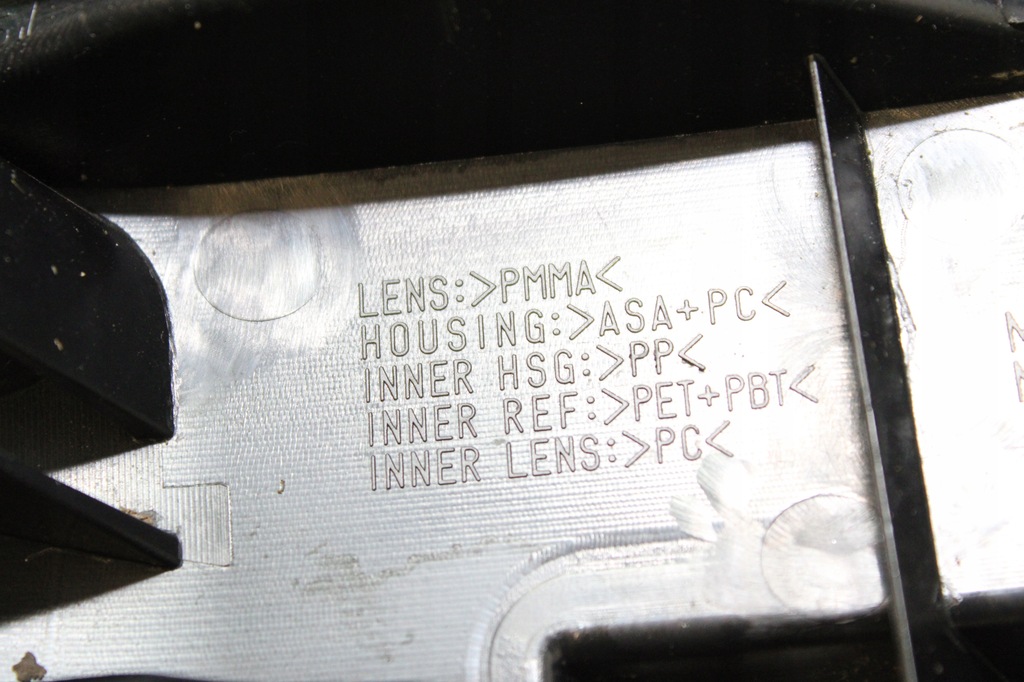 LENS:>PMMA<
HOUSING:>ASA+PC<
INNER HSG:>PP<
INNER REF:>PET+PBT<
INNER LENS:>PC<